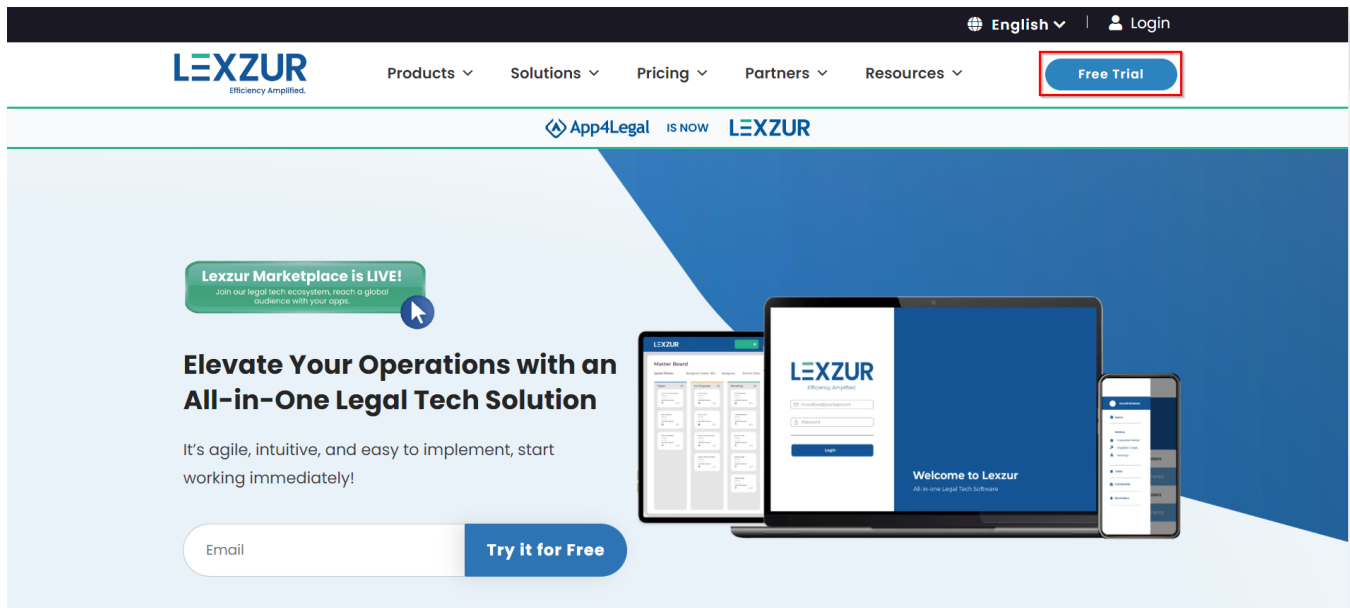 English
Login
LEXZUR
Efficiency Amplified.
Products
Solutions
Pricing
Partners
Resources
Free Trial
App4Legal IS NOW LEXZUR
Lexzur Marketplace is LIVE!
Join our legal tech ecosystem, reach a global
audience with your apps.
Elevate Your Operations with an
All-in-One Legal Tech Solution
It's agile, intuitive, and easy to implement, start
working immediately!
Email
Try it for Free
LEXZUR
Matter Board
LEXZUR
Efficiency Amplified.
Password
Login
Welcome to Lexzur
All-in-one Legal Tech Software